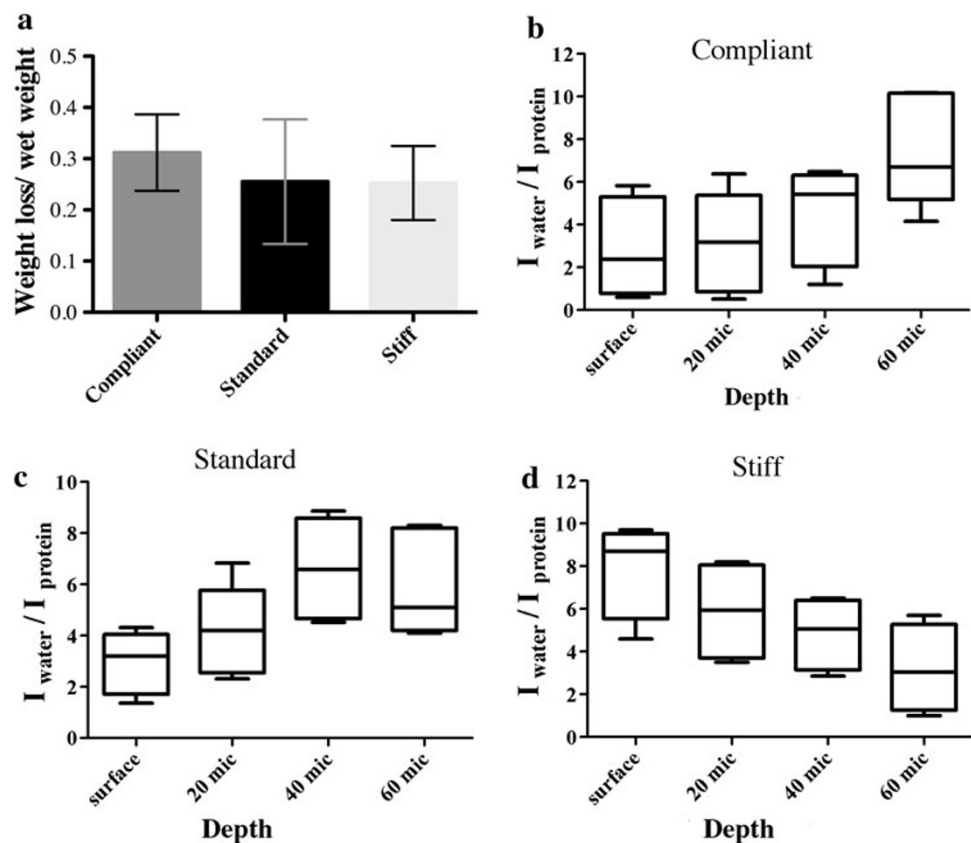 a
Weight loss/ wet weight
0.5
0.4
0.3
0.2
0.1
0.0
Compliant
Standard
Stiff
b
Compliant
I water / I protein
12
10
8
6
4
2
0
surface
20 mic
40 mic
60 mic
Depth
c
Standard
I water / I protein
10
8
6
4
2
0
surface
20 mic
40 mic
60 mic
Depth
d
Stiff
I water / I protein
12
10
8
6
4
2
0
surface
20 mic
40 mic
60 mic
Depth